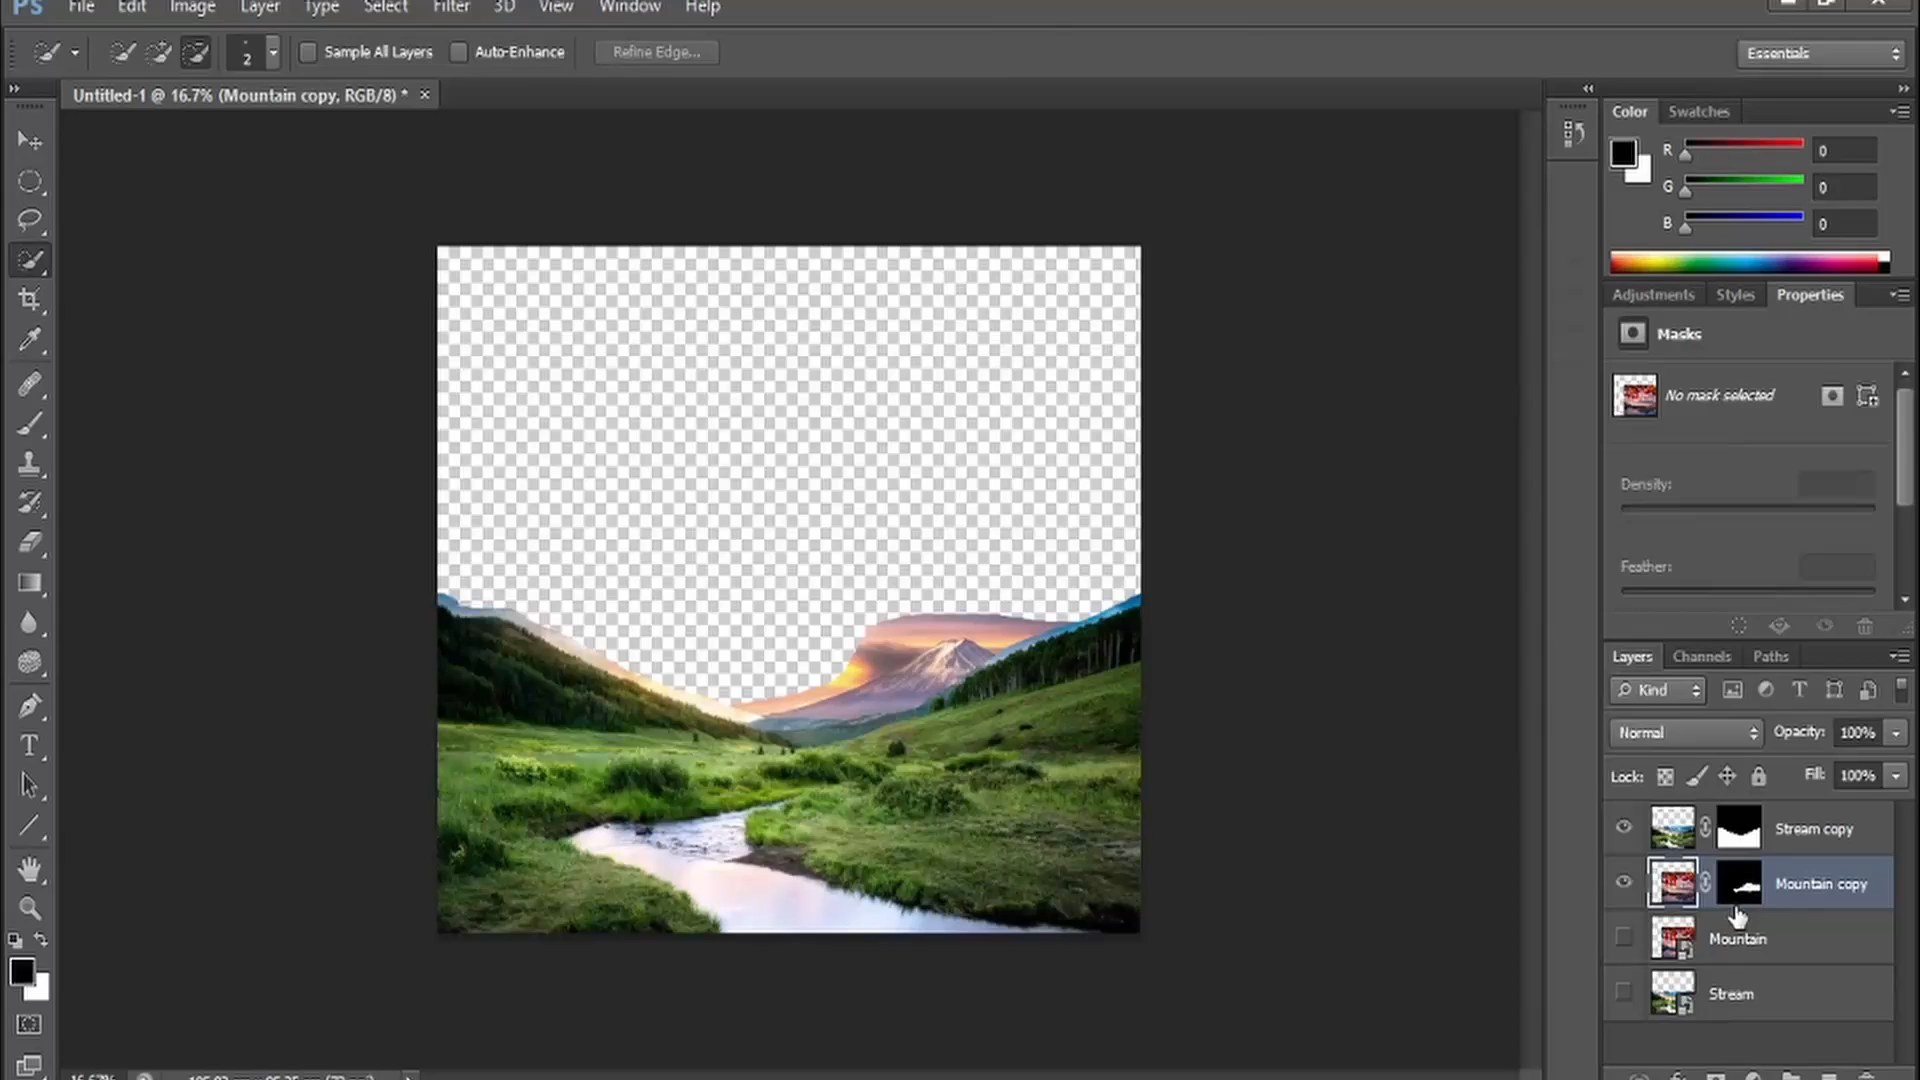 Ps File Edit Image Layer Type Select Filter 3D View Window Help
2 Sample All Layers Auto-Enhance Refine Edge... Essentials
Untitled-1 @ 16.7% (Mountain copy, RGB/8) * ×
Color Swatches
R 0
G 0
B 0
Adjustments Styles Properties
Masks
No mask selected
Density:
Feather:
Layers Channels Paths
Kind
Normal Opacity: 100%
Lock: Fill: 100%
Stream copy
Mountain copy
Mountain
Stream